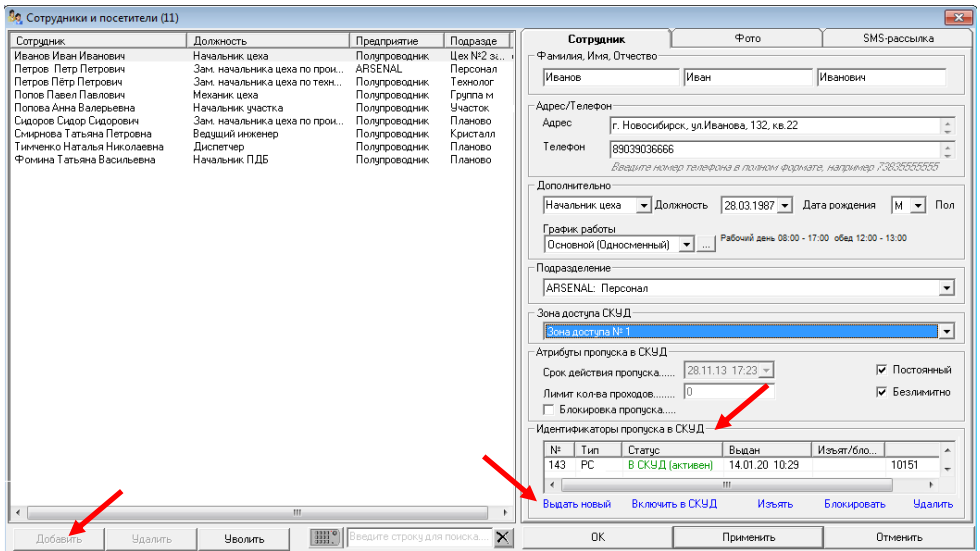 Сотрудники и посетители (11)
Сотрудник Должность Предприятие Подразде
Иванов Иван Иванович Начальник цеха Полупроводник Цех №2 за...
Петров Петр Петрович Зам. начальника цеха по прои... ARSENAL Персонал
Петров Пётр Петрович Зам. начальника цеха по техн... Полупроводник Технолог
Попов Павел Павлович Механик цеха Полупроводник Группа м
Попова Анна Валерьевна Начальник участка Полупроводник Участок
Сидоров Сидор Сидорович Зам. начальника цеха по прои... Полупроводник Планово
Смирнова Татьяна Петровна Ведущий инженер Полупроводник Кристалл
Тимченко Наталья Николаевна Диспетчер Полупроводник Планово
Фомина Татьяна Васильевна Начальник ПДБ Полупроводник Планово
Добавить Удалить Уволить Введите строку для поиска....
Сотрудник Фото SMS-рассылка
Фамилия, Имя, Отчество
Иванов Иван Иванович
Адрес/Телефон
Адрес г. Новосибирск, ул.Иванова, 132, кв.22
Телефон 89039036666
Введите номер телефона в полном формате, например 73835555555
Дополнительно
Начальник цеха Должность 28.03.1987 Дата рождения М Пол
График работы
Основной (Односменный) ... Рабочий день 08:00 - 17:00 обед 12:00 - 13:00
Подразделение
ARSENAL: Персонал
Зона доступа СКУД
Зона доступа № 1
Атрибуты пропуска в СКУД
Срок действия пропуска..... 28.11.13 17:23 Постоянный
Лимит кол-ва проходов........ 0 Безлимитно
Блокировка пропуска.....
Идентификаторы пропуска в СКУД
№ Тип Статус Выдан Изъят/бло...
143 PC В СКУД (активен) 14.01.20 10:29 10151
Выдать новый Включить в СКУД Изъять Блокировать Удалить
OK Применить Отменить